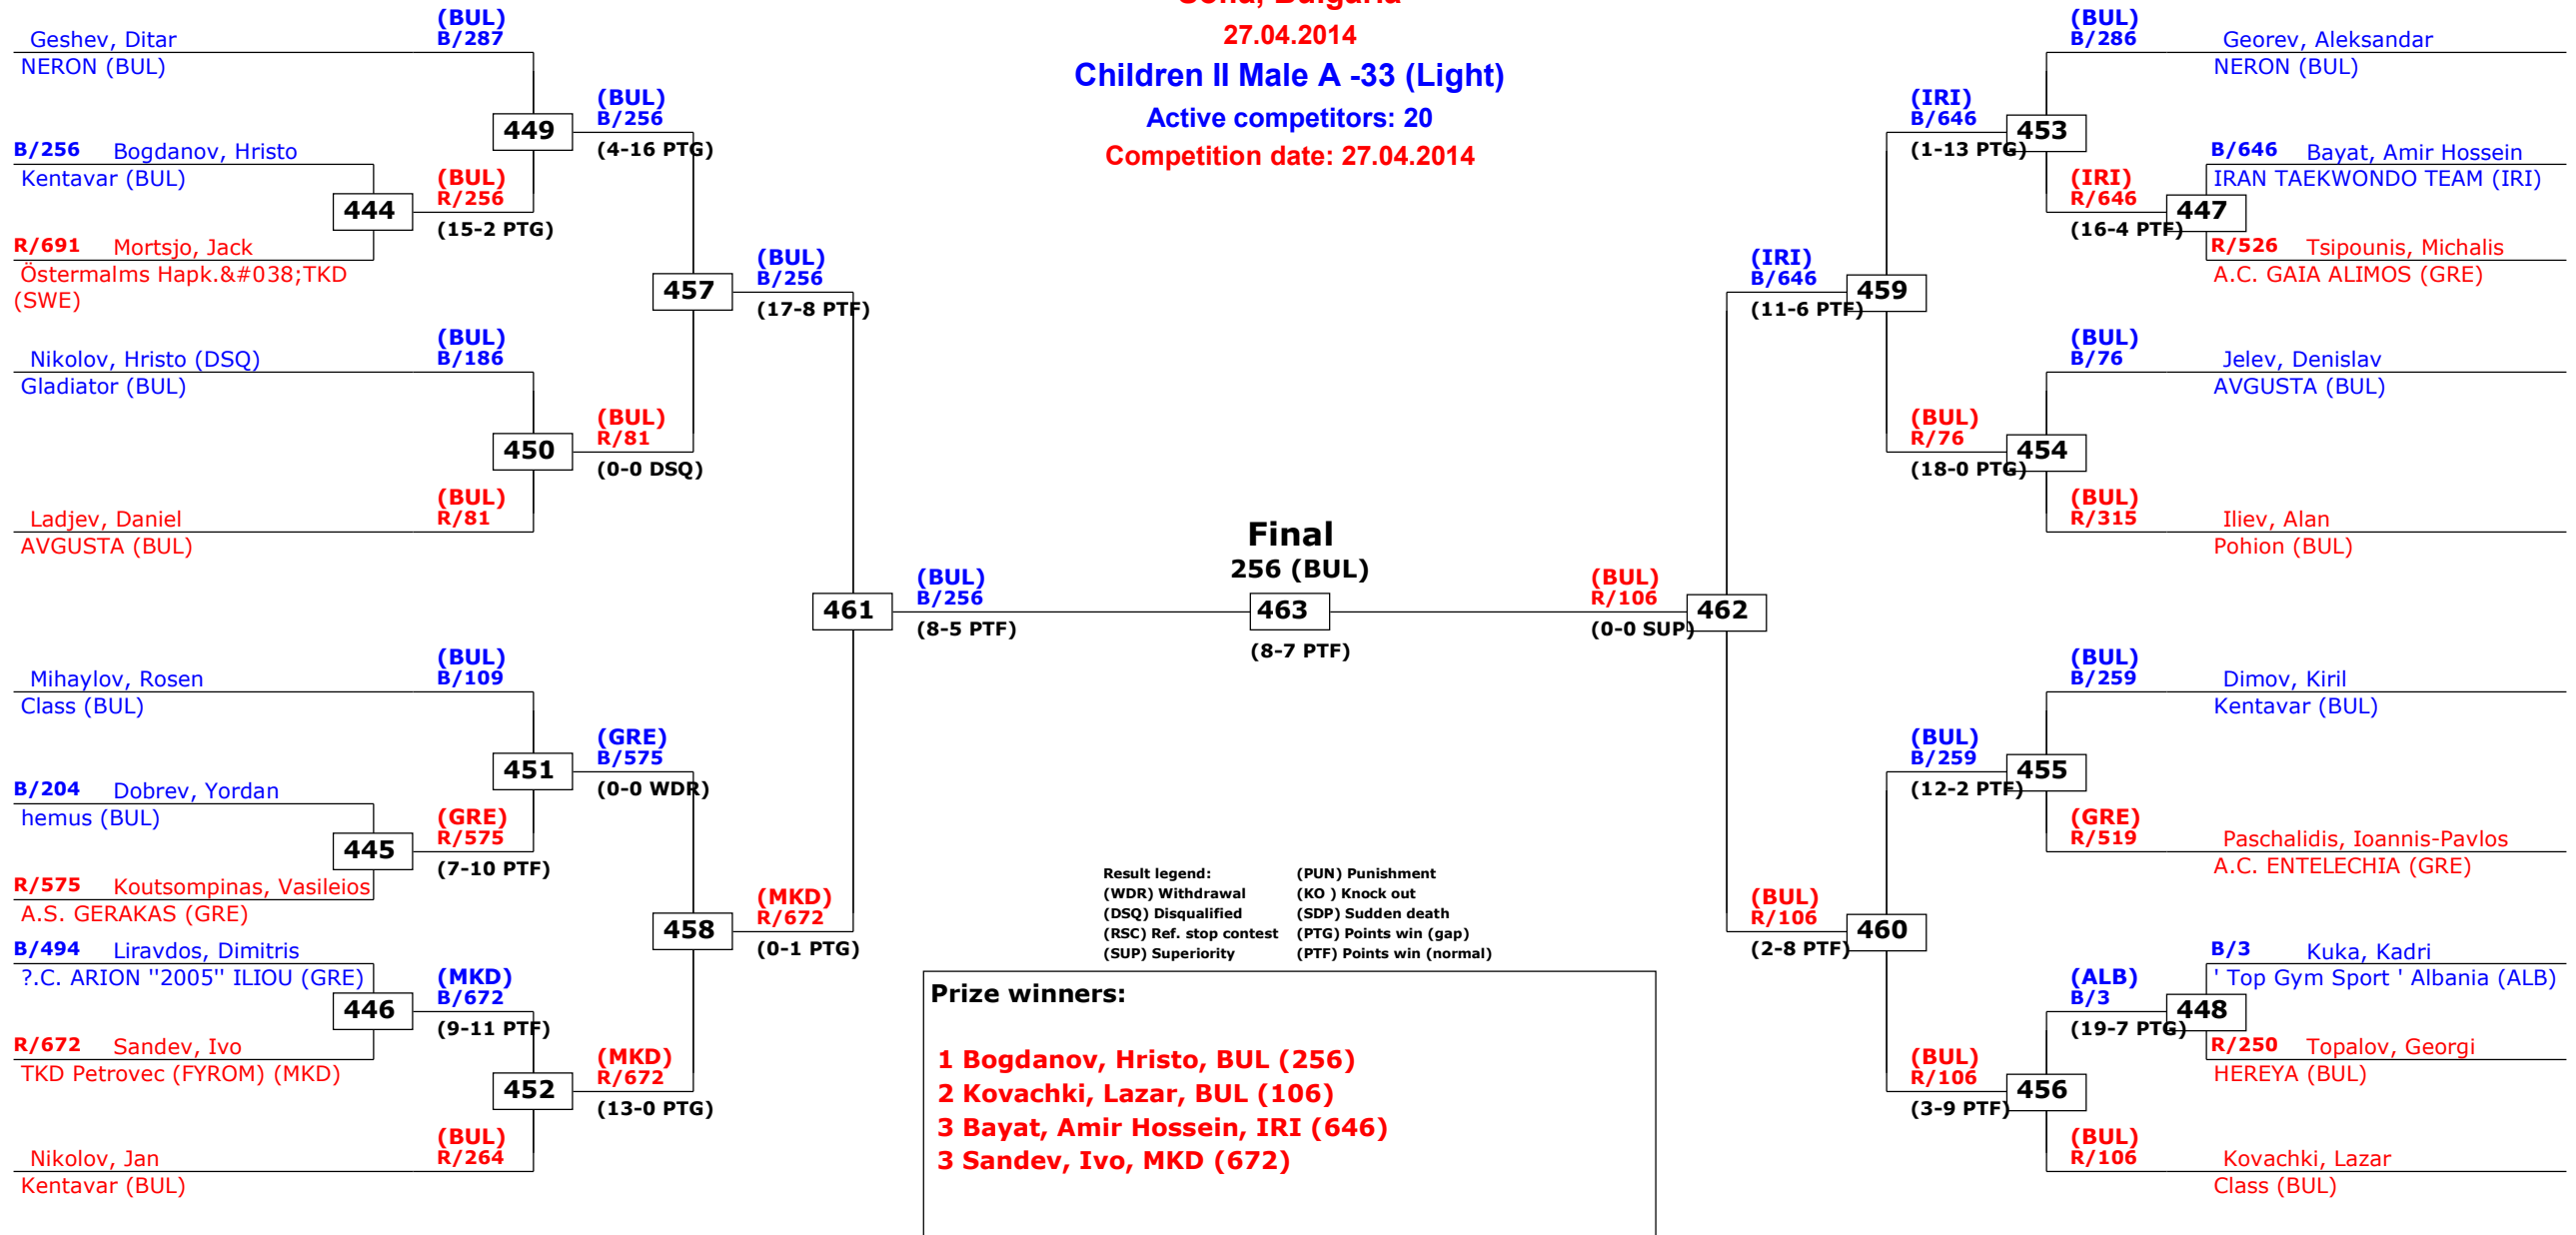 Sofia, Bulgaria
27.04.2014
Children II Male A -33 (Light)
Active competitors: 20
Competition date: 27.04.2014
(BUL)
B/287
Geshev, Ditar
NERON (BUL)
449
(BUL)
B/256
(4-16 PTG)
B/256 Bogdanov, Hristo
Kentavar (BUL)
444
(BUL)
R/256
(15-2 PTG)
R/691 Mortsjo, Jack
Östermalms Hapk.&#038;TKD
(SWE)
457
(BUL)
B/256
(17-8 PTF)
(BUL)
B/186
Nikolov, Hristo (DSQ)
Gladiator (BUL)
450
(BUL)
R/81
(0-0 DSQ)
(BUL)
R/81
Ladjev, Daniel
AVGUSTA (BUL)
461
(BUL)
B/256
(8-5 PTF)
(BUL)
B/109
Mihaylov, Rosen
Class (BUL)
451
(GRE)
B/575
(0-0 WDR)
B/204 Dobrev, Yordan
hemus (BUL)
445
(GRE)
R/575
(7-10 PTF)
R/575 Koutsompinas, Vasileios
A.S. GERAKAS (GRE)
458
(MKD)
R/672
(0-1 PTG)
B/494 Liravdos, Dimitris
?.C. ARION "2005" ILIOU (GRE)
446
(MKD)
B/672
(9-11 PTF)
R/672 Sandev, Ivo
TKD Petrovec (FYROM) (MKD)
452
(MKD)
R/672
(13-0 PTG)
(BUL)
R/264
Nikolov, Jan
Kentavar (BUL)
Final
256 (BUL)
463
(8-7 PTF)
(BUL)
R/106
(0-0 SUP)
462
(BUL)
B/286
Georev, Aleksandar
NERON (BUL)
(IRI)
B/646
(1-13 PTG)
453
B/646 Bayat, Amir Hossein
IRAN TAEKWONDO TEAM (IRI)
(IRI)
R/646
(16-4 PTF)
447
R/526 Tsipounis, Michalis
A.C. GAIA ALIMOS (GRE)
(IRI)
B/646
(11-6 PTF)
459
(BUL)
B/76
Jelev, Denislav
AVGUSTA (BUL)
(BUL)
R/76
(18-0 PTG)
454
(BUL)
R/315
Iliev, Alan
Pohion (BUL)
(BUL)
B/259
Dimov, Kiril
Kentavar (BUL)
(BUL)
B/259
(12-2 PTF)
455
(GRE)
R/519
Paschalidis, Ioannis-Pavlos
A.C. ENTELECHIA (GRE)
(BUL)
R/106
(2-8 PTF)
460
B/3 Kuka, Kadri
' Top Gym Sport ' Albania (ALB)
(ALB)
B/3
(19-7 PTG)
448
R/250 Topalov, Georgi
HEREYA (BUL)
(BUL)
R/106
(3-9 PTF)
456
(BUL)
R/106
Kovachki, Lazar
Class (BUL)
Result legend: (PUN) Punishment
(WDR) Withdrawal (KO ) Knock out
(DSQ) Disqualified (SDP) Sudden death
(RSC) Ref. stop contest (PTG) Points win (gap)
(SUP) Superiority (PTF) Points win (normal)
Prize winners:
1 Bogdanov, Hristo, BUL (256)
2 Kovachki, Lazar, BUL (106)
3 Bayat, Amir Hossein, IRI (646)
3 Sandev, Ivo, MKD (672)